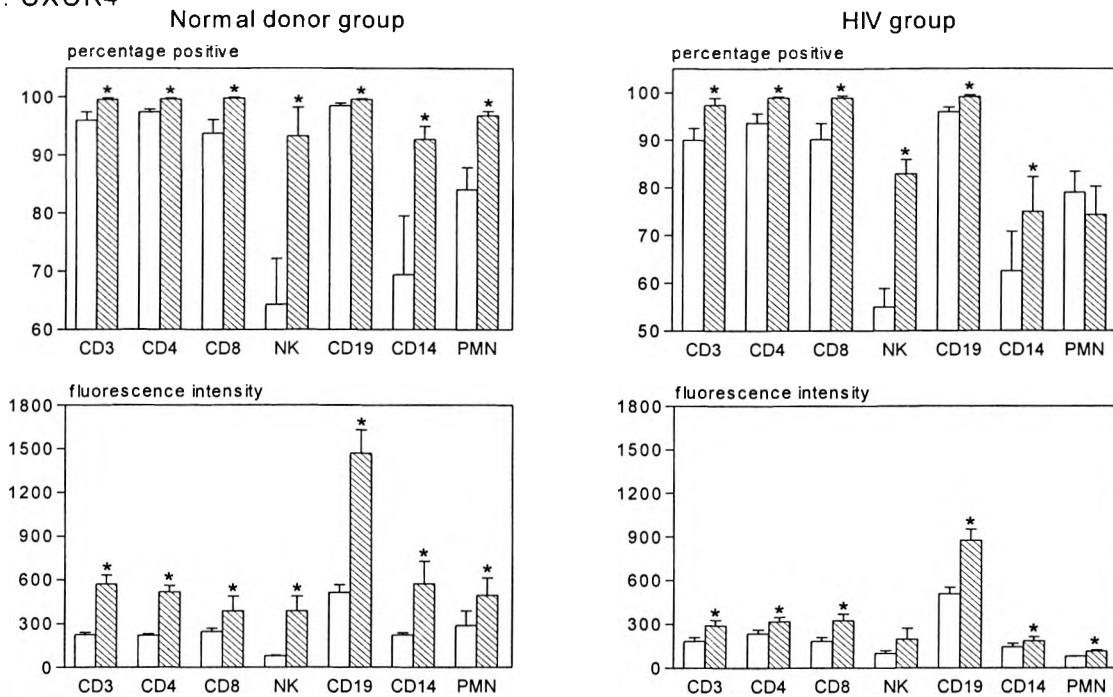 Normal donor group
percentage positive
100
90
80
70
60
* * * * * * *
CD3 CD4 CD8 NK CD19 CD14 PMN
fluorescence intensity
1800
1500
1200
900
600
300
0
* * * * * * *
CD3 CD4 CD8 NK CD19 CD14 PMN
HIV group
percentage positive
100
90
80
70
60
50
* * * * * *
CD3 CD4 CD8 NK CD19 CD14 PMN
fluorescence intensity
1800
1500
1200
900
600
300
0
* * * * * *
CD3 CD4 CD8 NK CD19 CD14 PMN